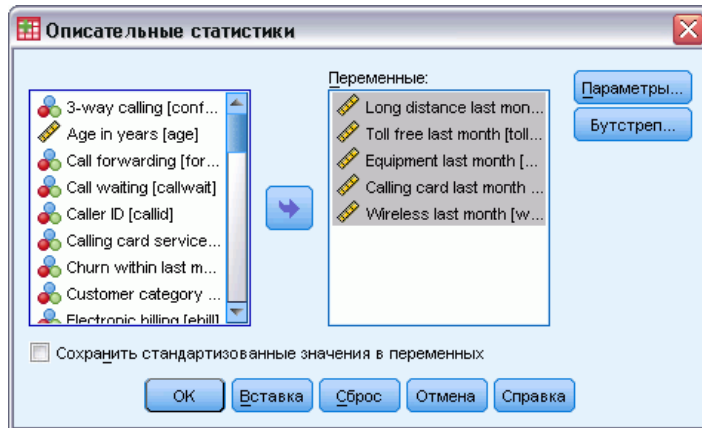 Описательные статистики
Переменные:
3-way calling [conf...
Age in years [age]
Call forwarding [for...
Call waiting [callwait]
Caller ID [callid]
Calling card service...
Churn within last m...
Customer category ...
Electronic billing [ebill]
Long distance last mon...
Toll free last month [toll...
Equipment last month [...
Calling card last month ...
Wireless last month [w...
Параметры...
Бутстреп...
Сохранить стандартизованные значения в переменных
OK Вставка Сброс Отмена Справка